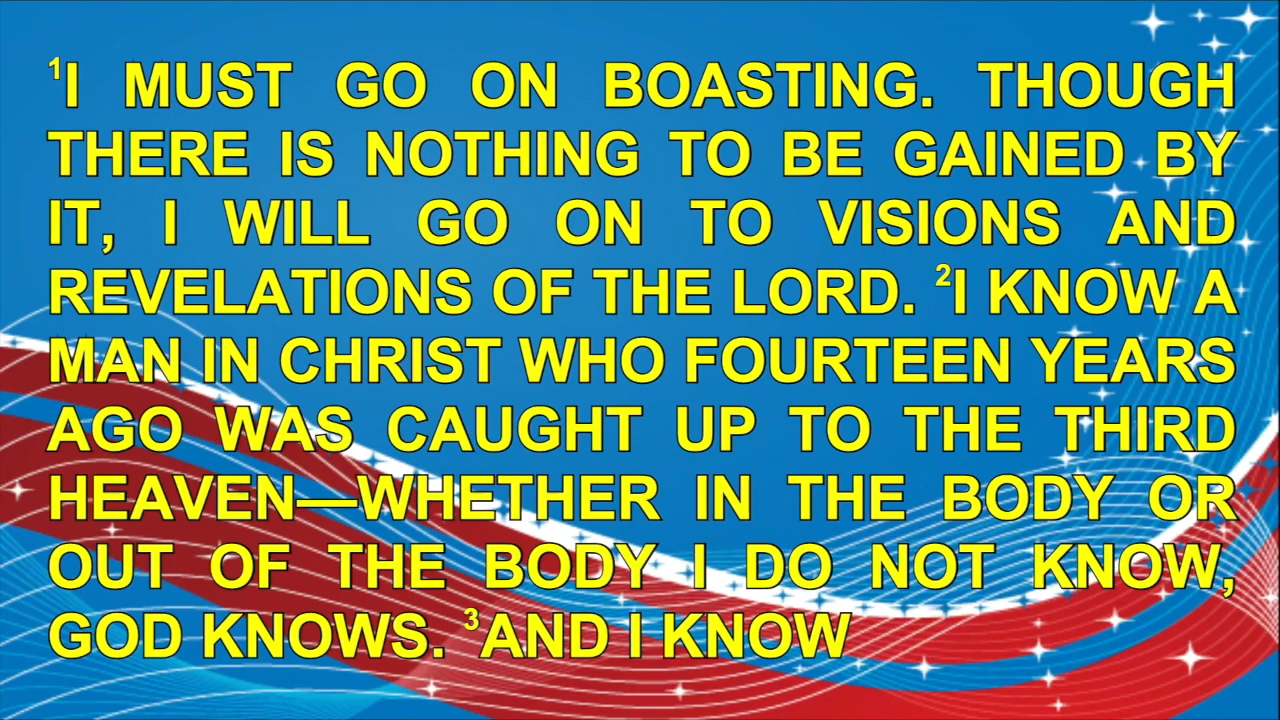 ¹I MUST GO ON BOASTING. THOUGH
THERE IS NOTHING TO BE GAINED BY
IT, I WILL GO ON TO VISIONS AND
REVELATIONS OF THE LORD. ²I KNOW A
MAN IN CHRIST WHO FOURTEEN YEARS
AGO WAS CAUGHT UP TO THE THIRD
HEAVEN—WHETHER IN THE BODY OR
OUT OF THE BODY I DO NOT KNOW,
GOD KNOWS. ³AND I KNOW